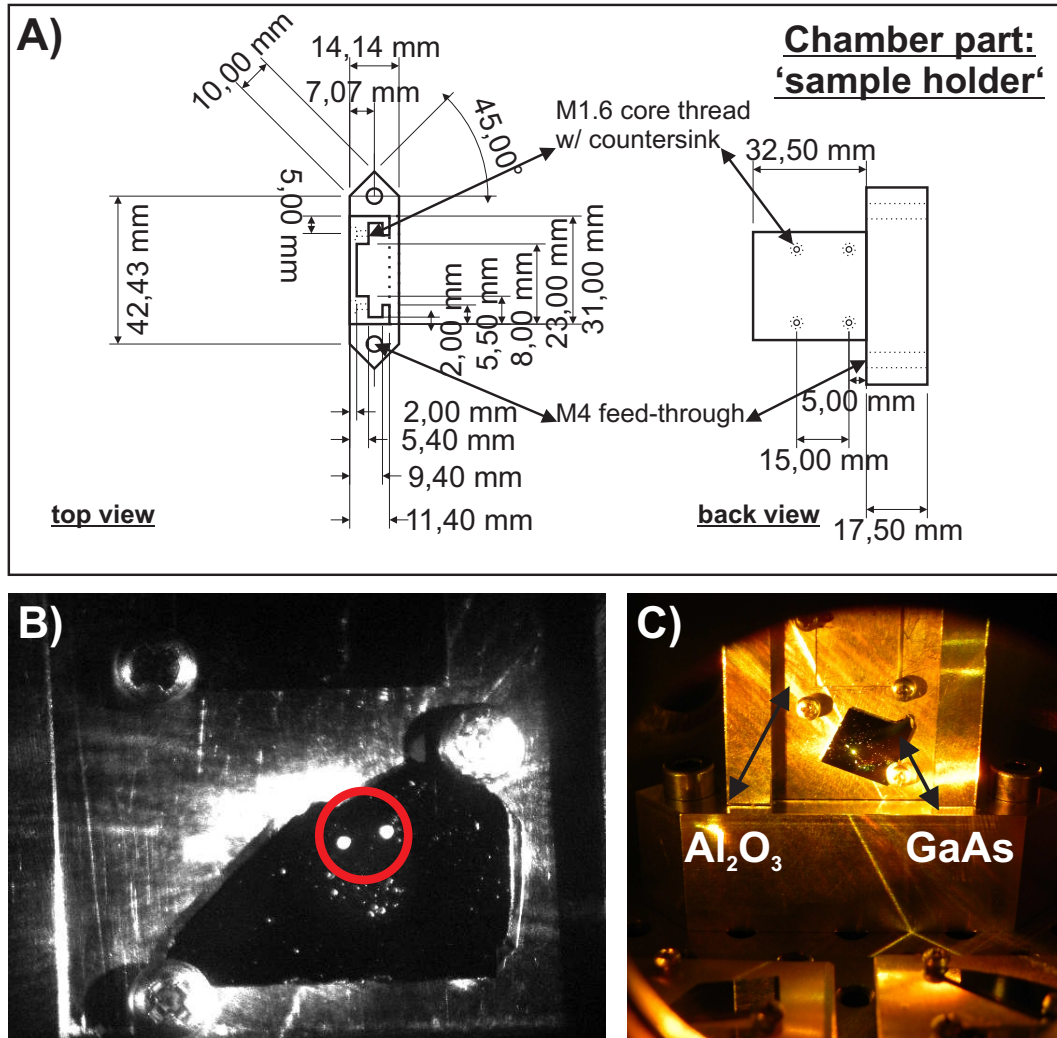 A)
Chamber part:
‘sample holder‘
14,14 mm
10,00 mm
7,07 mm
45,00°
M1.6 core thread
w/ countersink
32,50 mm
5,00 mm
42,43 mm
2,00 mm
5,50 mm
8,00 mm
23,00 mm
31,00 mm
2,00 mm
M4 feed-through
5,00 mm
5,40 mm
15,00 mm
9,40 mm
top view
11,40 mm
back view
17,50 mm
B)
C)
Al₂O₃
GaAs